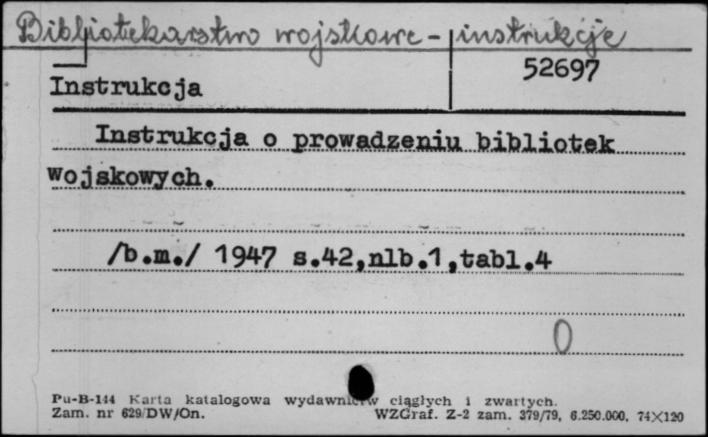 Bibliotekarstwo wojskowe - instrukcje
52697
Instrukcja
Instrukcja o prowadzeniu bibliotek
wojskowych.
/b.m./ 1947 s.42,nlb.1,tabl.4
0
Pu-B-144 Karta katalogowa wydawnictw ciągłych i zwartych.
Zam. nr 629/DW/On. WZGraf. Z-2 zam. 379/79, 6.250.000, 74X120